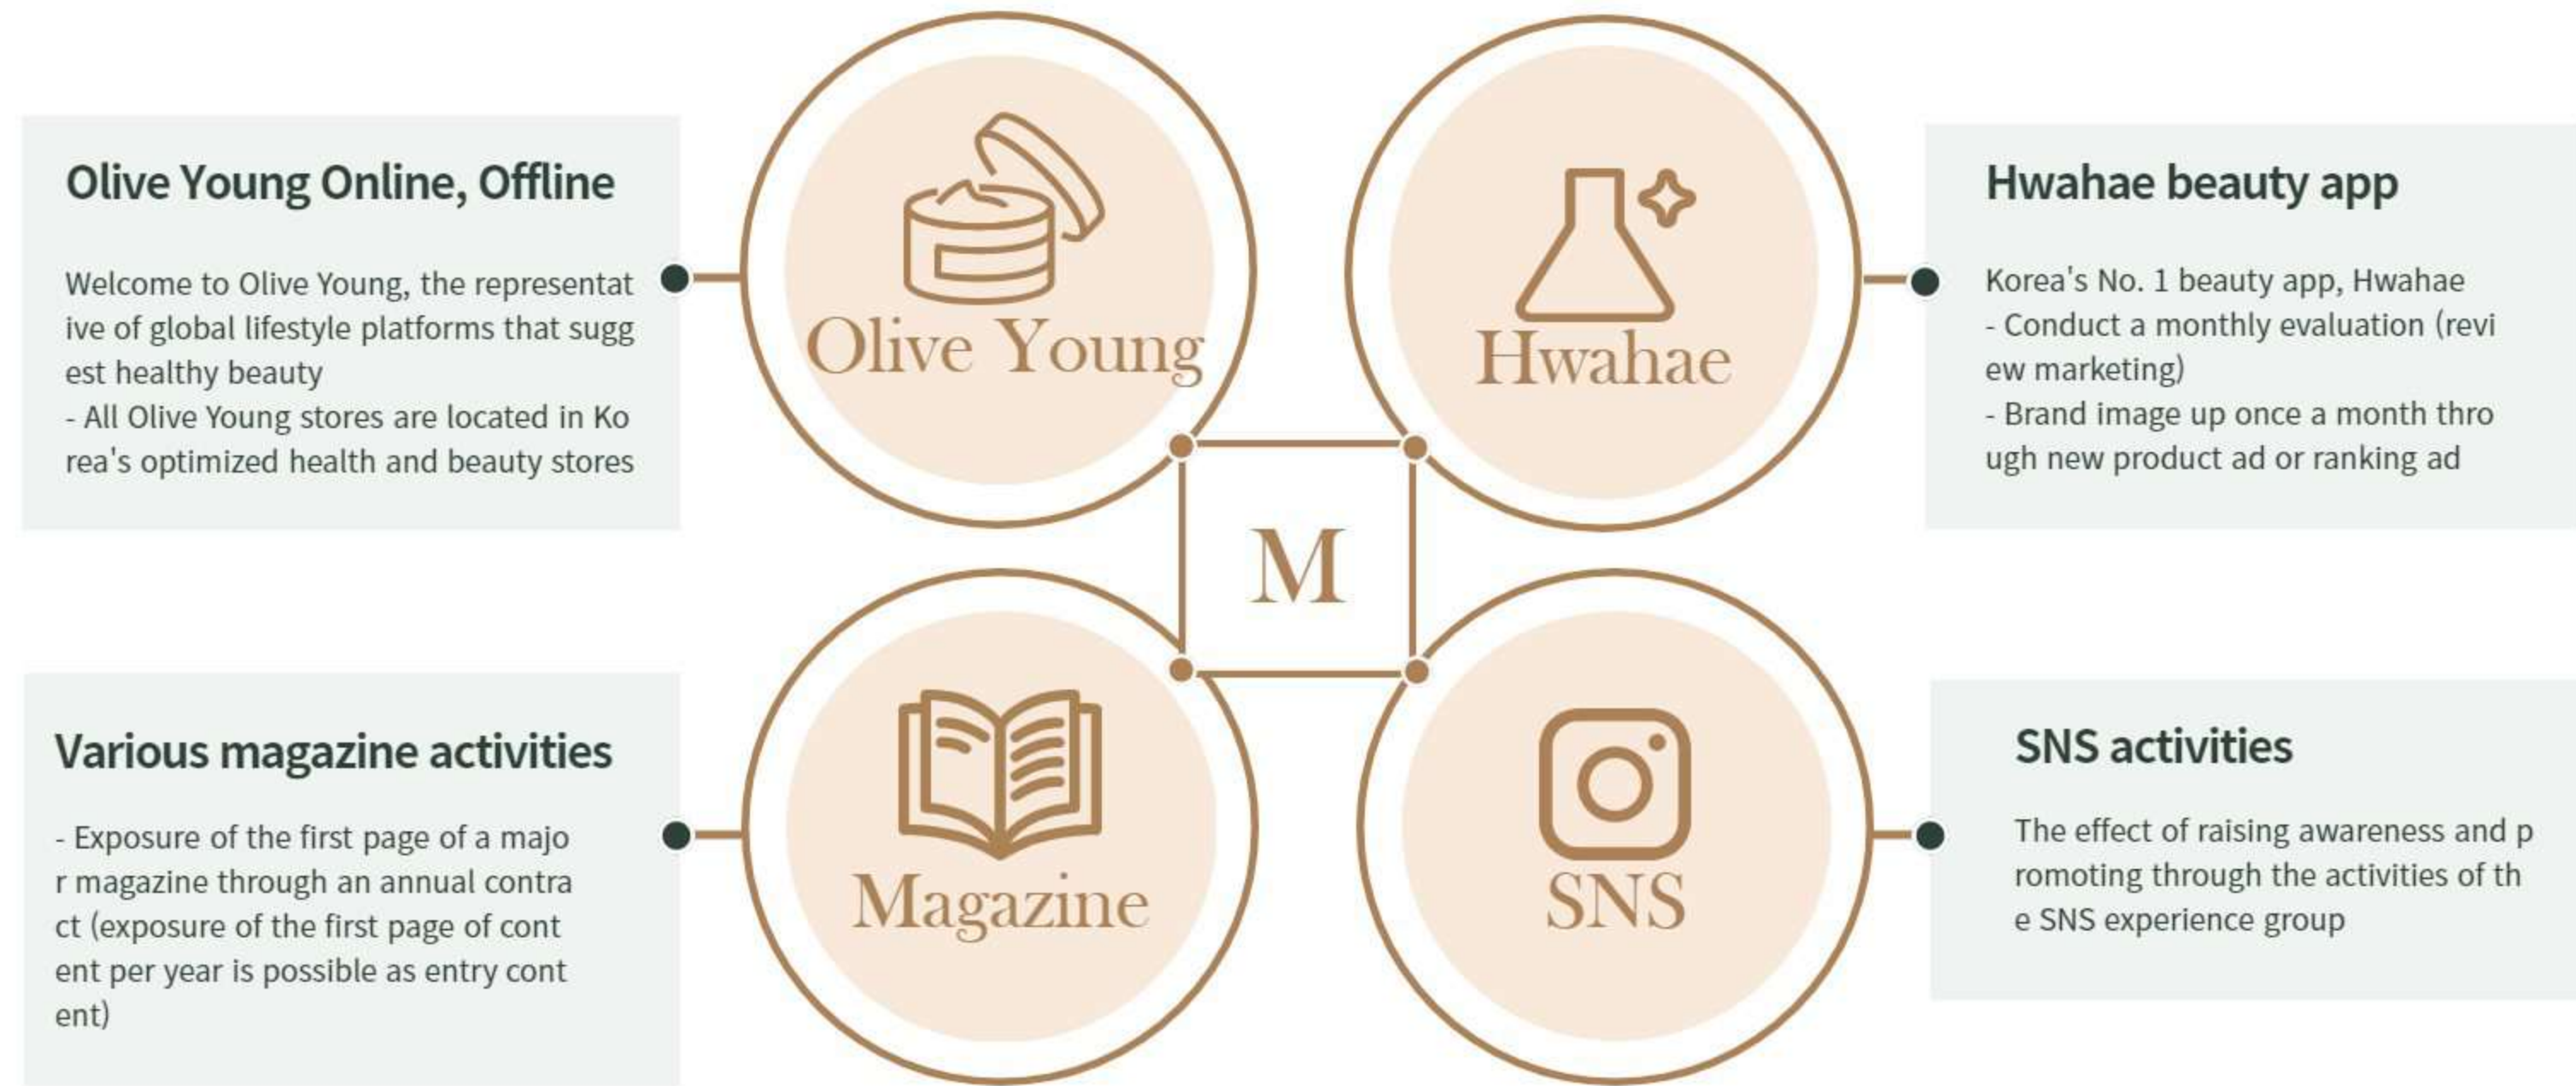 Olive Young Online, Offline
Welcome to Olive Young, the representat
ive of global lifestyle platforms that sugg
est healthy beauty
- All Olive Young stores are located in Ko
rea's optimized health and beauty stores
Olive Young
Hwahae
Hwahae beauty app
Korea's No. 1 beauty app, Hwahae
- Conduct a monthly evaluation (revi
ew marketing)
- Brand image up once a month thro
ugh new product ad or ranking ad
M
Various magazine activities
- Exposure of the first page of a majo
r magazine through an annual contra
ct (exposure of the first page of cont
ent per year is possible as entry cont
ent)
Magazine
SNS
SNS activities
The effect of raising awareness and p
romoting through the activities of th
e SNS experience group